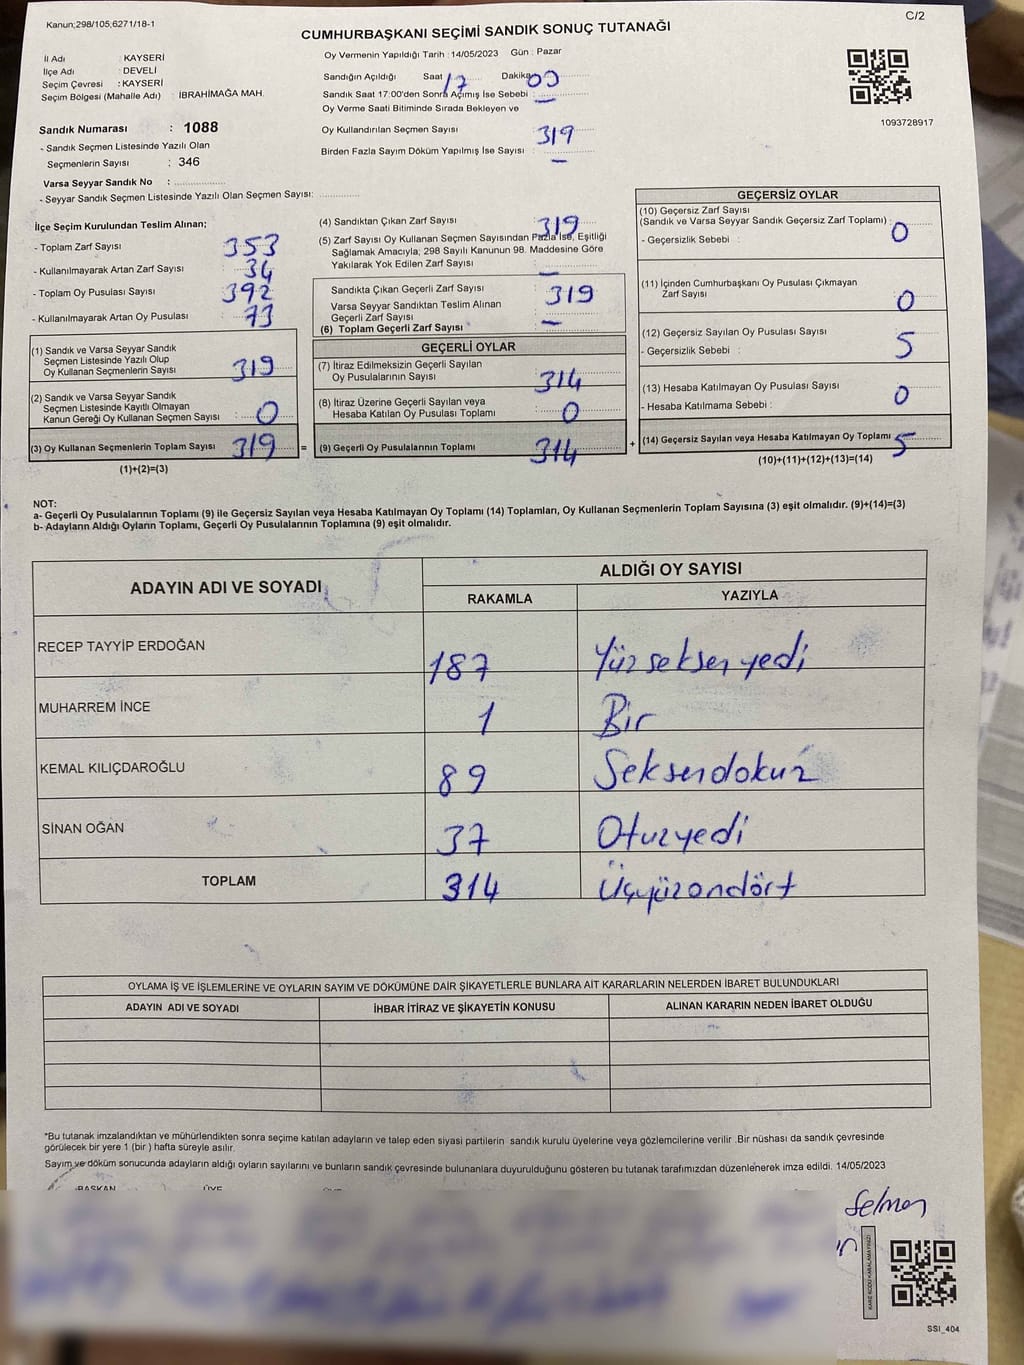 Kanun;298/105;6271/18-1
C/2
CUMHURBAŞKANI SEÇİMİ SANDIK SONUÇ TUTANAĞI
İl Adı : KAYSERİ
İlçe Adı : DEVELİ
Seçim Çevresi : KAYSERİ
Seçim Bölgesi (Mahalle Adı) : İBRAHİMAĞA MAH.
Sandık Numarası : 1088
- Sandık Seçmen Listesinde Yazılı Olan
Seçmenlerin Sayısı : 346
Varsa Seyyar Sandık No :
- Seyyar Sandık Seçmen Listesinde Yazılı Olan Seçmen Sayısı:
Oy Vermenin Yapıldığı Tarih : 14/05/2023 Gün : Pazar
Sandığın Açıldığı Saat 17 Dakika 00
Sandık Saat 17:00'den Sonra Açımış İse Sebebi : —
Oy Verme Saati Bitiminde Sırada Bekleyen ve
Oy Kullandırılan Seçmen Sayısı 319
Birden Fazla Sayım Döküm Yapılmış İse Sayısı —
1093728917
İlçe Seçim Kurulundan Teslim Alınan:
- Toplam Zarf Sayısı 353
- Kullanılmayarak Artan Zarf Sayısı 34
- Toplam Oy Pusulası Sayısı 392
- Kullanılmayarak Artan Oy Pusulası 73
(1) Sandık ve Varsa Seyyar Sandık
Seçmen Listesinde Yazılı Olup
Oy Kullanan Seçmenlerin Sayısı 319
(2) Sandık ve Varsa Seyyar Sandık
Seçmen Listesinde Kayıtlı Olmayan
Kanun Gereği Oy Kullanan Seçmen Sayısı 0
(3) Oy Kullanan Seçmenlerin Toplam Sayısı 319 =
(1)+(2)=(3)
(4) Sandıktan Çıkan Zarf Sayısı 319
(5) Zarf Sayısı Oy Kullanan Seçmen Sayısından Fazla İse, Eşitliği
Sağlamak Amacıyla; 298 Sayılı Kanunun 98. Maddesine Göre
Yakılarak Yok Edilen Zarf Sayısı —
Sandıkta Çıkan Geçerli Zarf Sayısı 319
Varsa Seyyar Sandıktan Teslim Alınan
Geçerli Zarf Sayısı —
(6) Toplam Geçerli Zarf Sayısı
GEÇERLİ OYLAR
(7) İtiraz Edilmeksizin Geçerli Sayılan
Oy Pusulalarının Sayısı 314
(8) İtiraz Üzerine Geçerli Sayılan veya
Hesaba Katılan Oy Pusulası Toplamı 0
(9) Geçerli Oy Pusulalarının Toplamı 314 +
GEÇERSİZ OYLAR
(10) Geçersiz Zarf Sayısı
(Sandık ve Varsa Seyyar Sandık Geçersiz Zarf Toplamı) :
- Geçersizlik Sebebi : 0
(11) İçinden Cumhurbaşkanı Oy Pusulası Çıkmayan
Zarf Sayısı 0
(12) Geçersiz Sayılan Oy Pusulası Sayısı
- Geçersizlik Sebebi : 5
(13) Hesaba Katılmayan Oy Pusulası Sayısı 0
- Hesaba Katılmama Sebebi :
(14) Geçersiz Sayılan veya Hesaba Katılmayan Oy Toplamı 5
(10)+(11)+(12)+(13)=(14)
NOT:
a- Geçerli Oy Pusulalarının Toplamı (9) ile Geçersiz Sayılan veya Hesaba Katılmayan Oy Toplamı (14) Toplamları, Oy Kullanan Seçmenlerin Toplam Sayısına (3) eşit olmalıdır. (9)+(14)=(3)
b- Adayların Aldığı Oyların Toplamı, Geçerli Oy Pusulalarının Toplamına (9) eşit olmalıdır.
ADAYIN ADI VE SOYADI
ALDIĞI OY SAYISI
RAKAMLA YAZIYLA
RECEP TAYYİP ERDOĞAN 187 Yüzseksenyedi
MUHARREM İNCE 1 Bir
KEMAL KILIÇDAROĞLU 89 Seksendokuz
SİNAN OĞAN 37 Otuzyedi
TOPLAM 314 Üçyüzondört
OYLAMA İŞ VE İŞLEMLERİNE VE OYLARIN SAYIM VE DÖKÜMÜNE DAİR ŞİKAYETLERLE BUNLARA AİT KARARLARIN NELERDEN İBARET BULUNDUKLARI
ADAYIN ADI VE SOYADI İHBAR İTİRAZ VE ŞİKAYETİN KONUSU ALINAN KARARIN NEDEN İBARET OLDUĞU
*Bu tutanak imzalandıktan ve mühürlendikten sonra seçime katılan adayların ve talep eden siyasi partilerin sandık kurulu üyelerine veya gözlemcilerine verilir .Bir nüshası da sandık çevresinde
görülecek bir yere 1 (bir ) hafta süreyle asılır.
Sayım ve döküm sonucunda adayların aldığı oyların sayılarını ve bunların sandık çevresinde bulunanlara duyurulduğunu gösteren bu tutanak tarafımızdan düzenlenerek imza edildi. 14/05/2023
BAŞKAN ÜYE
Selman
KARE KODU KARALAMAYINIZ!
SSI_404